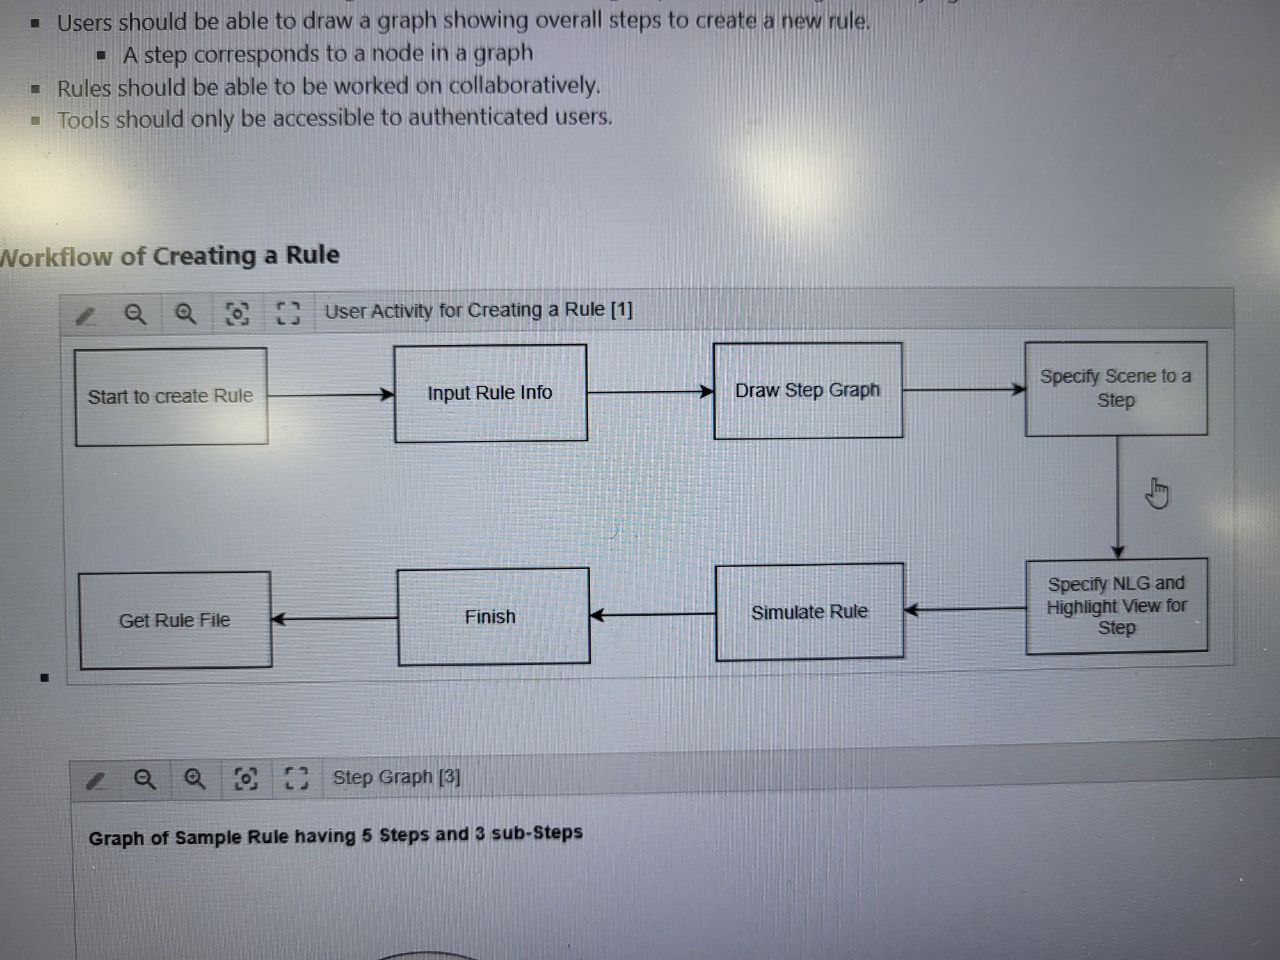 Users should be able to draw a graph showing overall steps to create a new rule.
A step corresponds to a node in a graph
Rules should be able to be worked on collaboratively.
Tools should only be accessible to authenticated users.
Workflow of Creating a Rule
User Activity for Creating a Rule [1]
Start to create Rule
Input Rule Info
Draw Step Graph
Specify Scene to a
Step
Specify NLG and
Highlight View for
Step
Simulate Rule
Finish
Get Rule File
Step Graph [3]
Graph of Sample Rule having 5 Steps and 3 sub-Steps